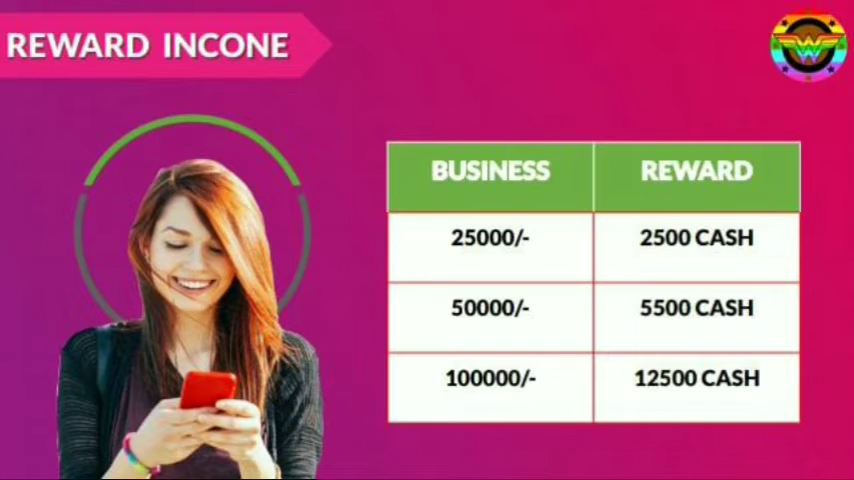 REWARD INCONE
BUSINESS REWARD
25000/- 2500 CASH
50000/- 5500 CASH
100000/- 12500 CASH